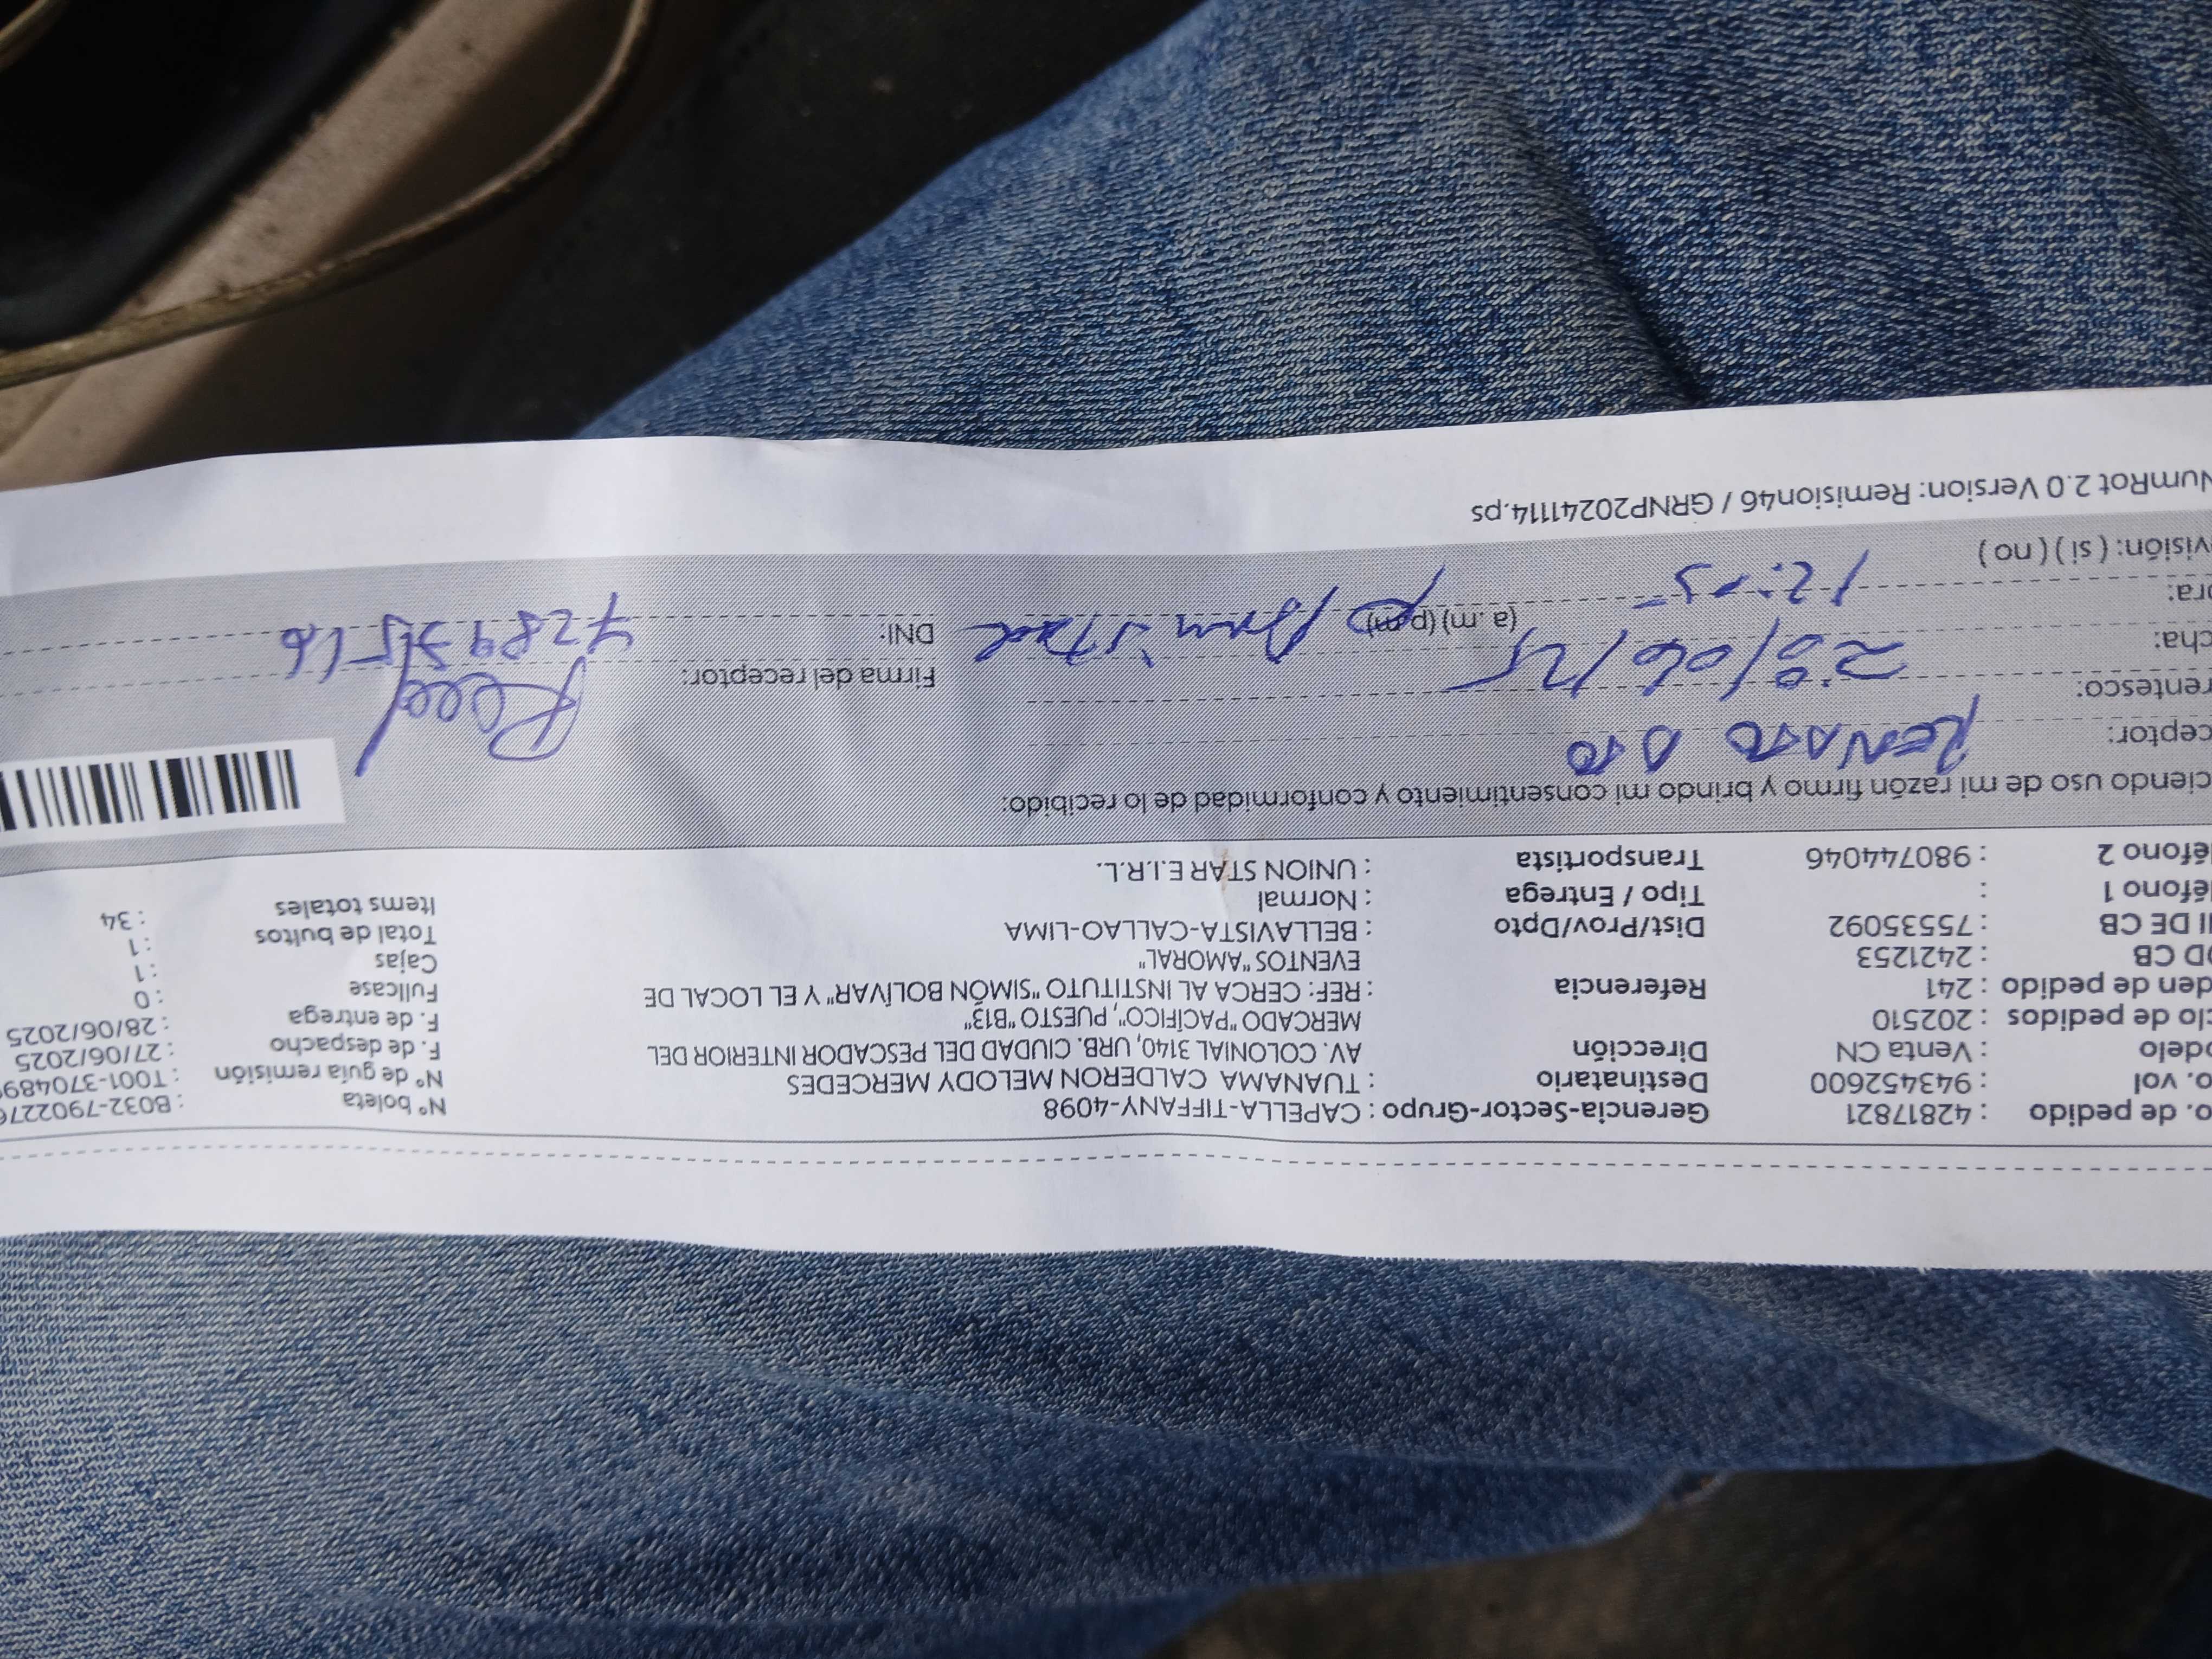 o. de pedido : 42817821 Gerencia-Sector-Grupo : CAPELLA-TIFFANY-4098 N° boleta : B032-7902276
o. vol : 943452600 Destinatario : TUANAMA CALDERON MELODY MERCEDES N° de guía remisión : T001-370489
odelo : Venta CN Dirección AV. COLONIAL 3140, URB. CIUDAD DEL PESCADOR INTERIOR DEL F. de despacho : 27/06/2025
clo de pedidos : 202510 MERCADO "PACÍFICO", PUESTO "B13" F. de entrega : 28/06/2025
den de pedido : 241 Referencia : REF: CERCA AL INSTITUTO "SIMÓN BOLÍVAR" Y EL LOCAL DE Fullcase : 0
OD CB : 2421253 EVENTOS "AMORAL" Cajas : 1
II DE CB : 75535092 Dist/Prov/Dpto : BELLAVISTA-CALLAO-LIMA Total de bultos : 1
léfono 1 : Tipo / Entrega : Normal Items totales : 34
léfono 2 : 980744046 Transportista : UNION STAR E.I.R.L.
ciendo uso de mi razón firmo y brindo mi consentimiento y conformidad de lo recibido:
ceptor: RENATO
rentesco: Firma del receptor:
cha: 28/06/25 DNI:
ora: 12:15 (a .m) (p.m)
visión: ( si ) ( no )
NumRot 2.0 Version: Remision46 / GRNP20241114.ps